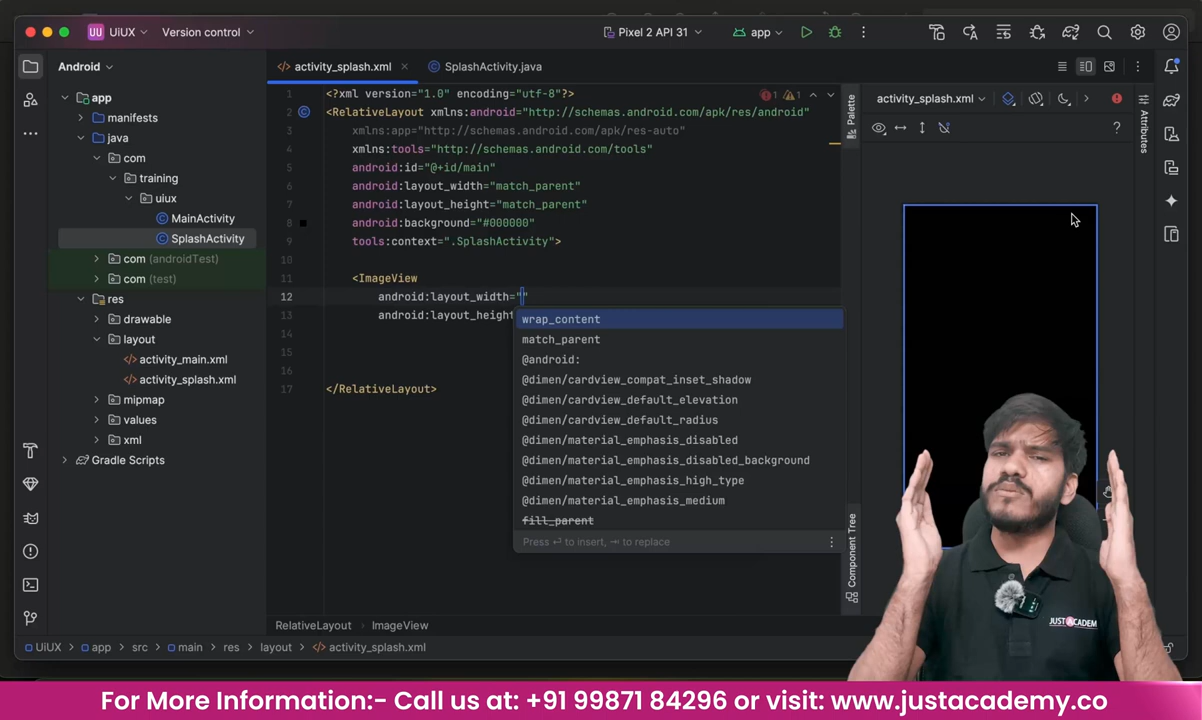 UU UiUX Version control Pixel 2 API 31 app
Android activity_splash.xml SplashActivity.java
app
manifests
java
com
training
uiux
MainActivity
SplashActivity
com (androidTest)
com (test)
res
drawable
layout
activity_main.xml
activity_splash.xml
mipmap
values
xml
Gradle Scripts
1 <?xml version="1.0" encoding="utf-8"?> 1 1
2 <RelativeLayout xmlns:android="http://schemas.android.com/apk/res/android"
3 xmlns:app="http://schemas.android.com/apk/res-auto"
4 xmlns:tools="http://schemas.android.com/tools"
5 android:id="@+id/main"
6 android:layout_width="match_parent"
7 android:layout_height="match_parent"
8 android:background="#000000"
9 tools:context=".SplashActivity">
10
11 <ImageView
12 android:layout_width=""
13 android:layout_height
14
15
16
17 </RelativeLayout>
wrap_content
match_parent
@android:
@dimen/cardview_compat_inset_shadow
@dimen/cardview_default_elevation
@dimen/cardview_default_radius
@dimen/material_emphasis_disabled
@dimen/material_emphasis_disabled_background
@dimen/material_emphasis_high_type
@dimen/material_emphasis_medium
fill_parent
Press ↵ to insert, ⇥ to replace
Palette
Component Tree
activity_splash.xml
?
Attributes
JUSTACADEMY
RelativeLayout ImageView
UiUX app src main res layout activity_splash.xml
For More Information:- Call us at: +91 99871 84296 or visit: www.justacademy.co